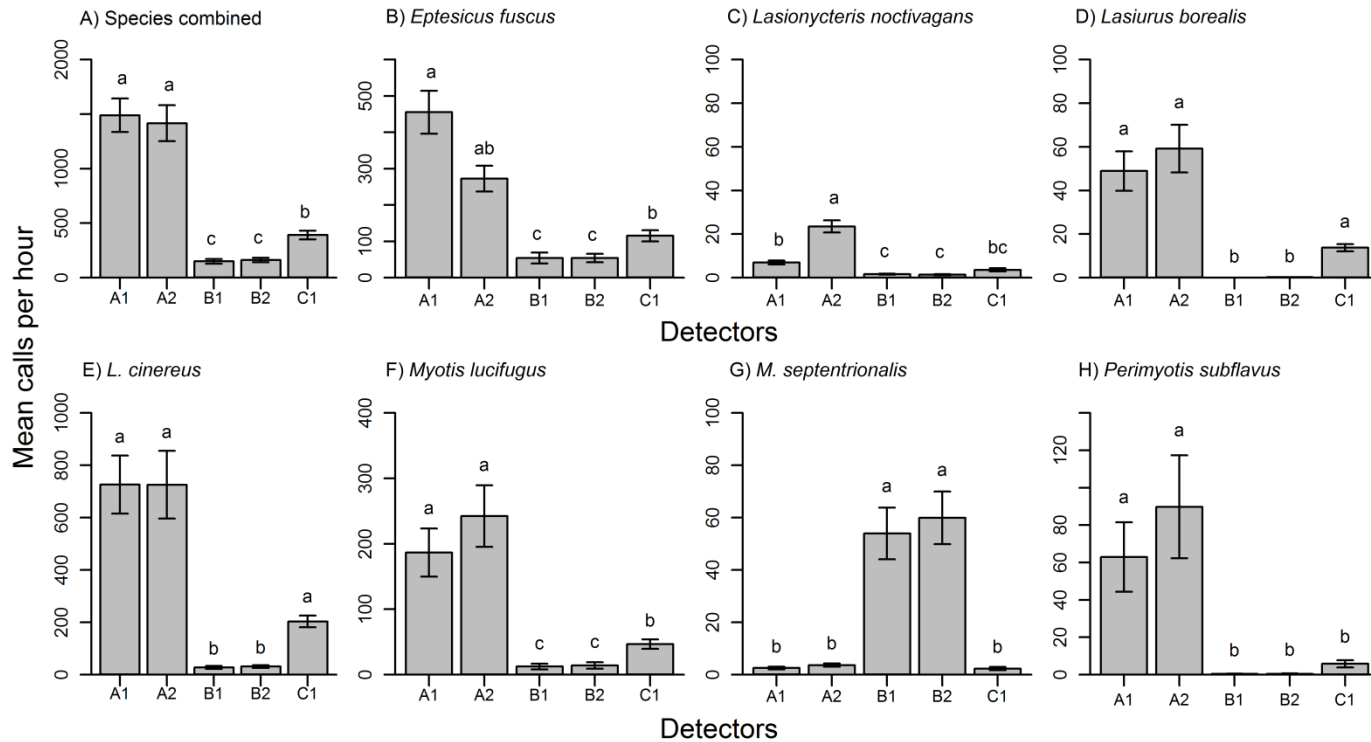 A) Species combined
B) Eptesicus fuscus
C) Lasionycteris noctivagans
D) Lasiurus borealis
Mean calls per hour
0 500 1000 2000
a a c c b
A1 A2 B1 B2 C1
0 100 300 500
a ab c c b
A1 A2 B1 B2 C1
0 20 40 60 80 100
b a c c bc
A1 A2 B1 B2 C1
0 20 40 60 80 100
a a b b a
A1 A2 B1 B2 C1
Detectors
E) L. cinereus
F) Myotis lucifugus
G) M. septentrionalis
H) Perimyotis subflavus
0 200 400 600 800 1000
a a b b a
A1 A2 B1 B2 C1
0 100 200 300 400
a a c c b
A1 A2 B1 B2 C1
0 20 40 60 80 100
b b a a b
A1 A2 B1 B2 C1
0 20 40 60 80 120
a a b b b
A1 A2 B1 B2 C1
Detectors